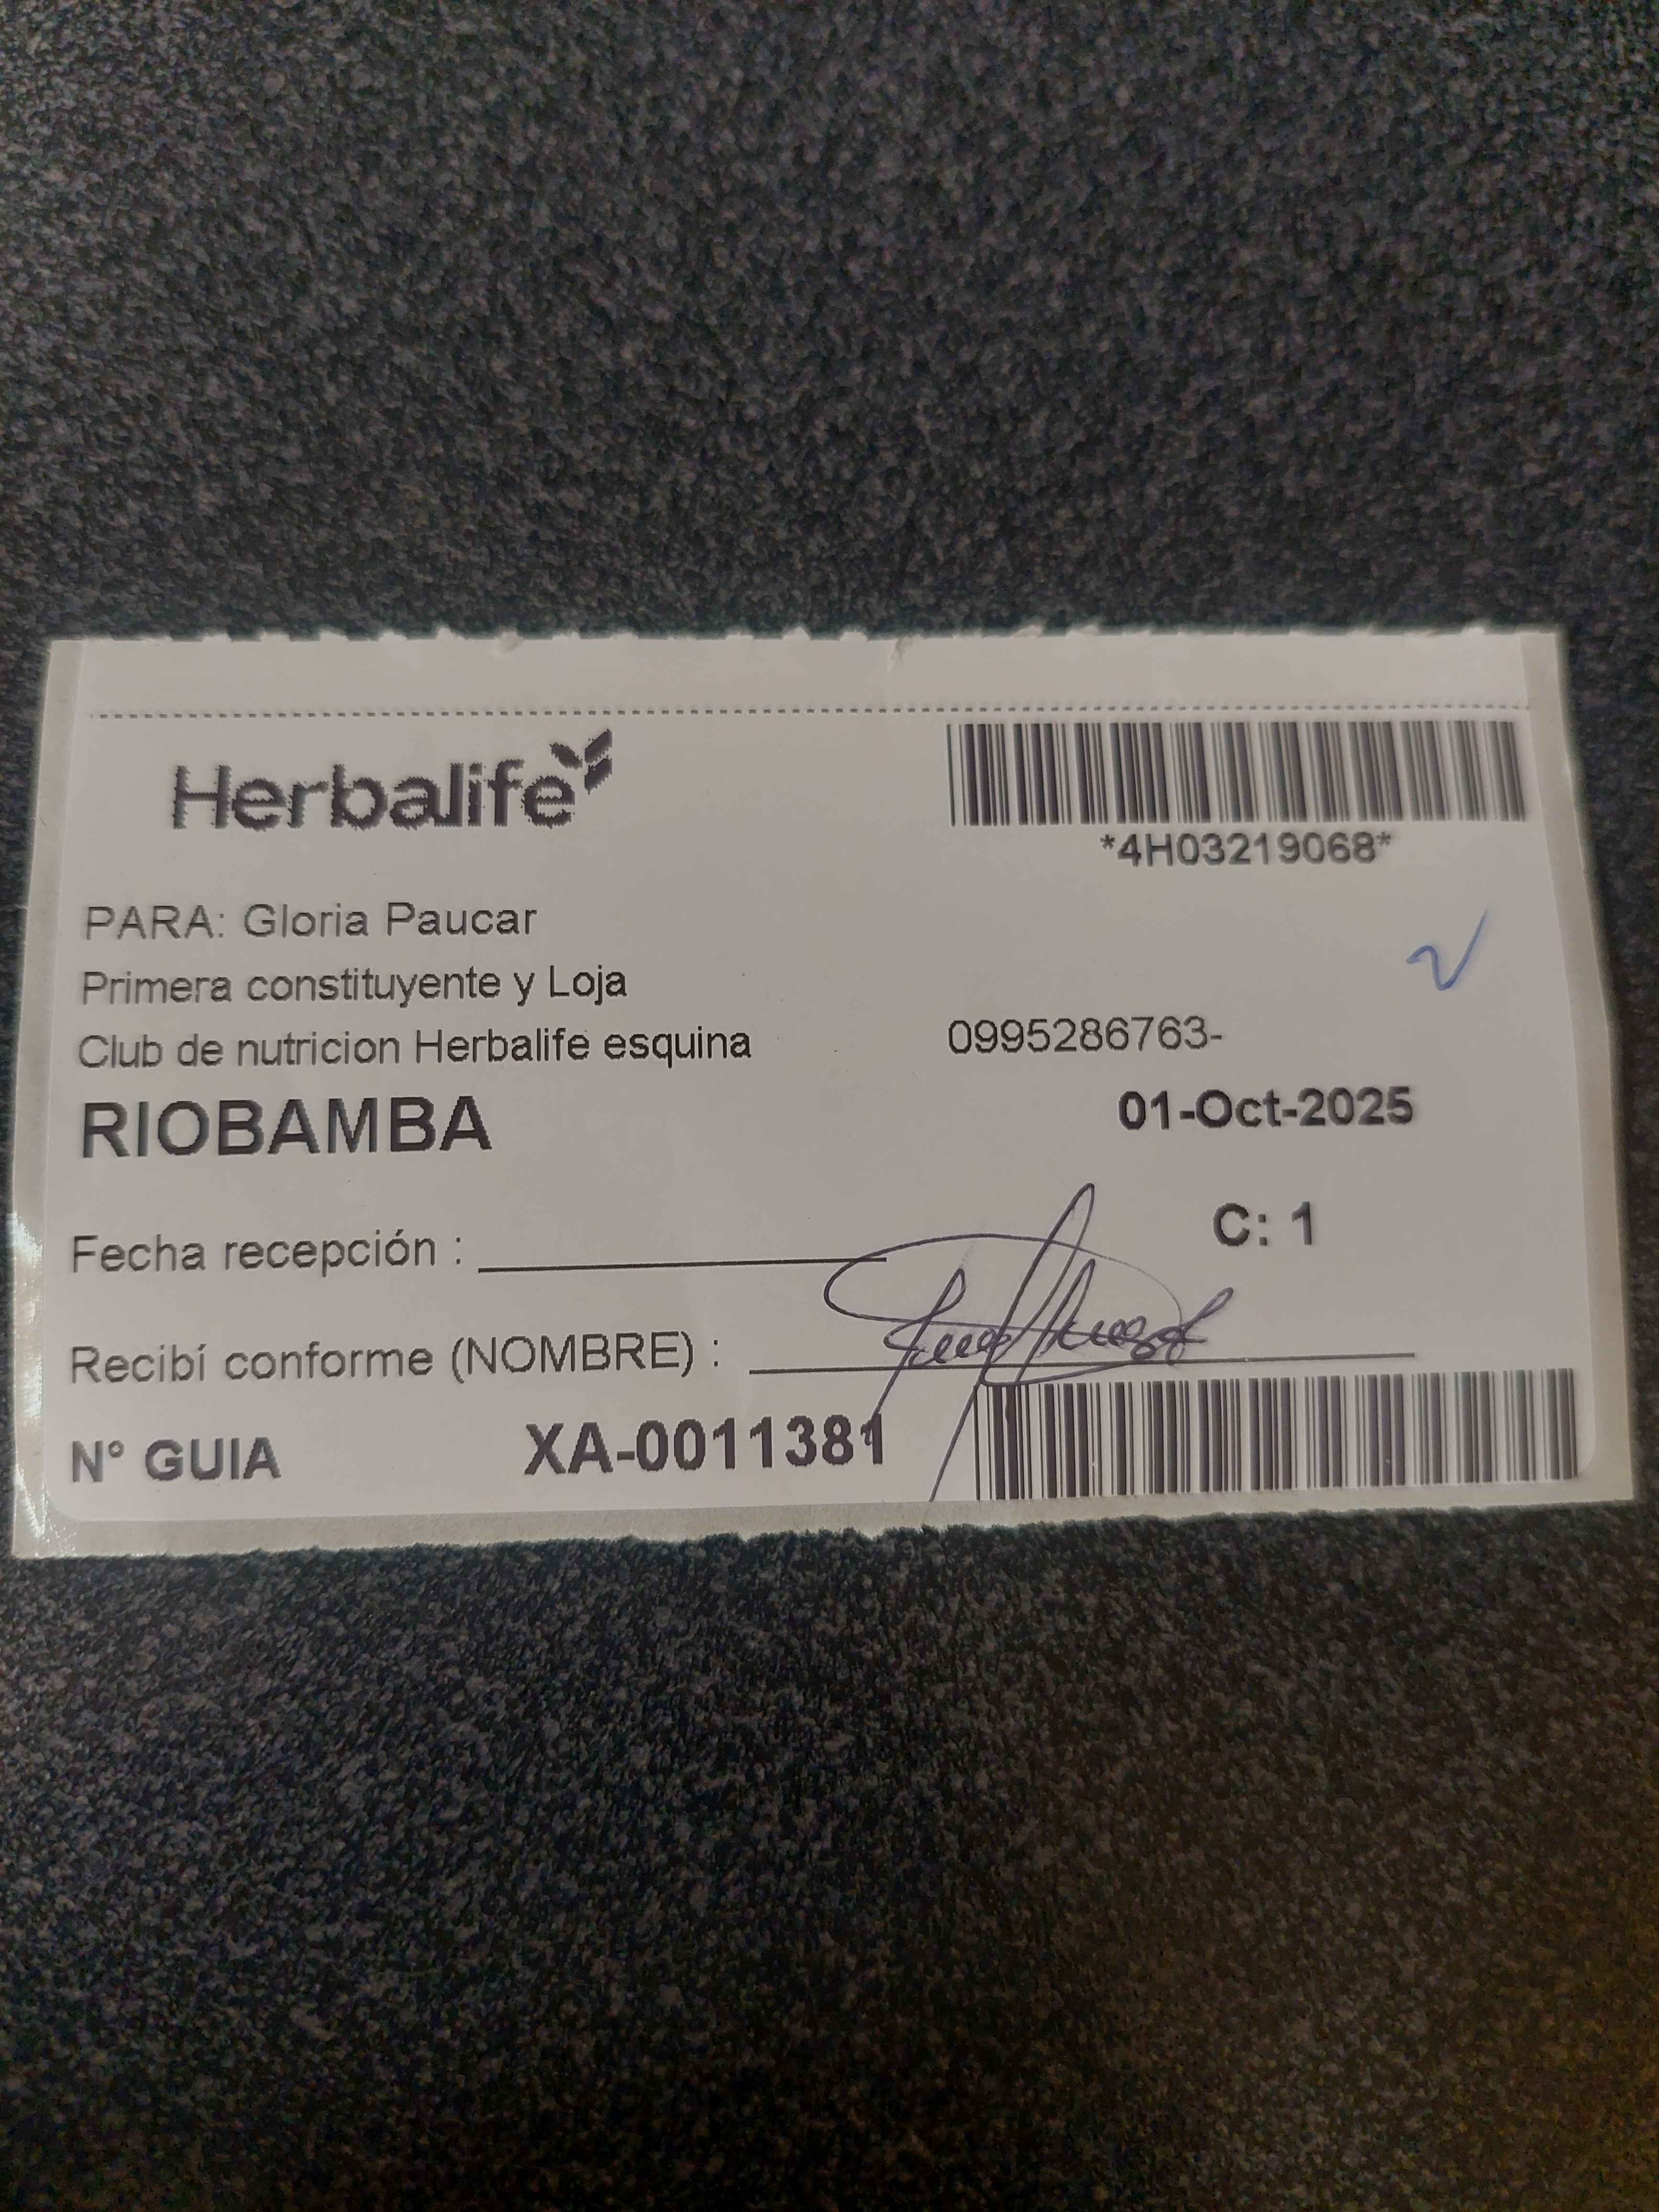 Herbalife
*4H03219068*
PARA: Gloria Paucar
Primera constituyente y Loja
Club de nutricion Herbalife esquina 0995286763-
RIOBAMBA 01-Oct-2025
C: 1
Fecha recepción :
Recibí conforme (NOMBRE) :
N° GUIA XA-0011381